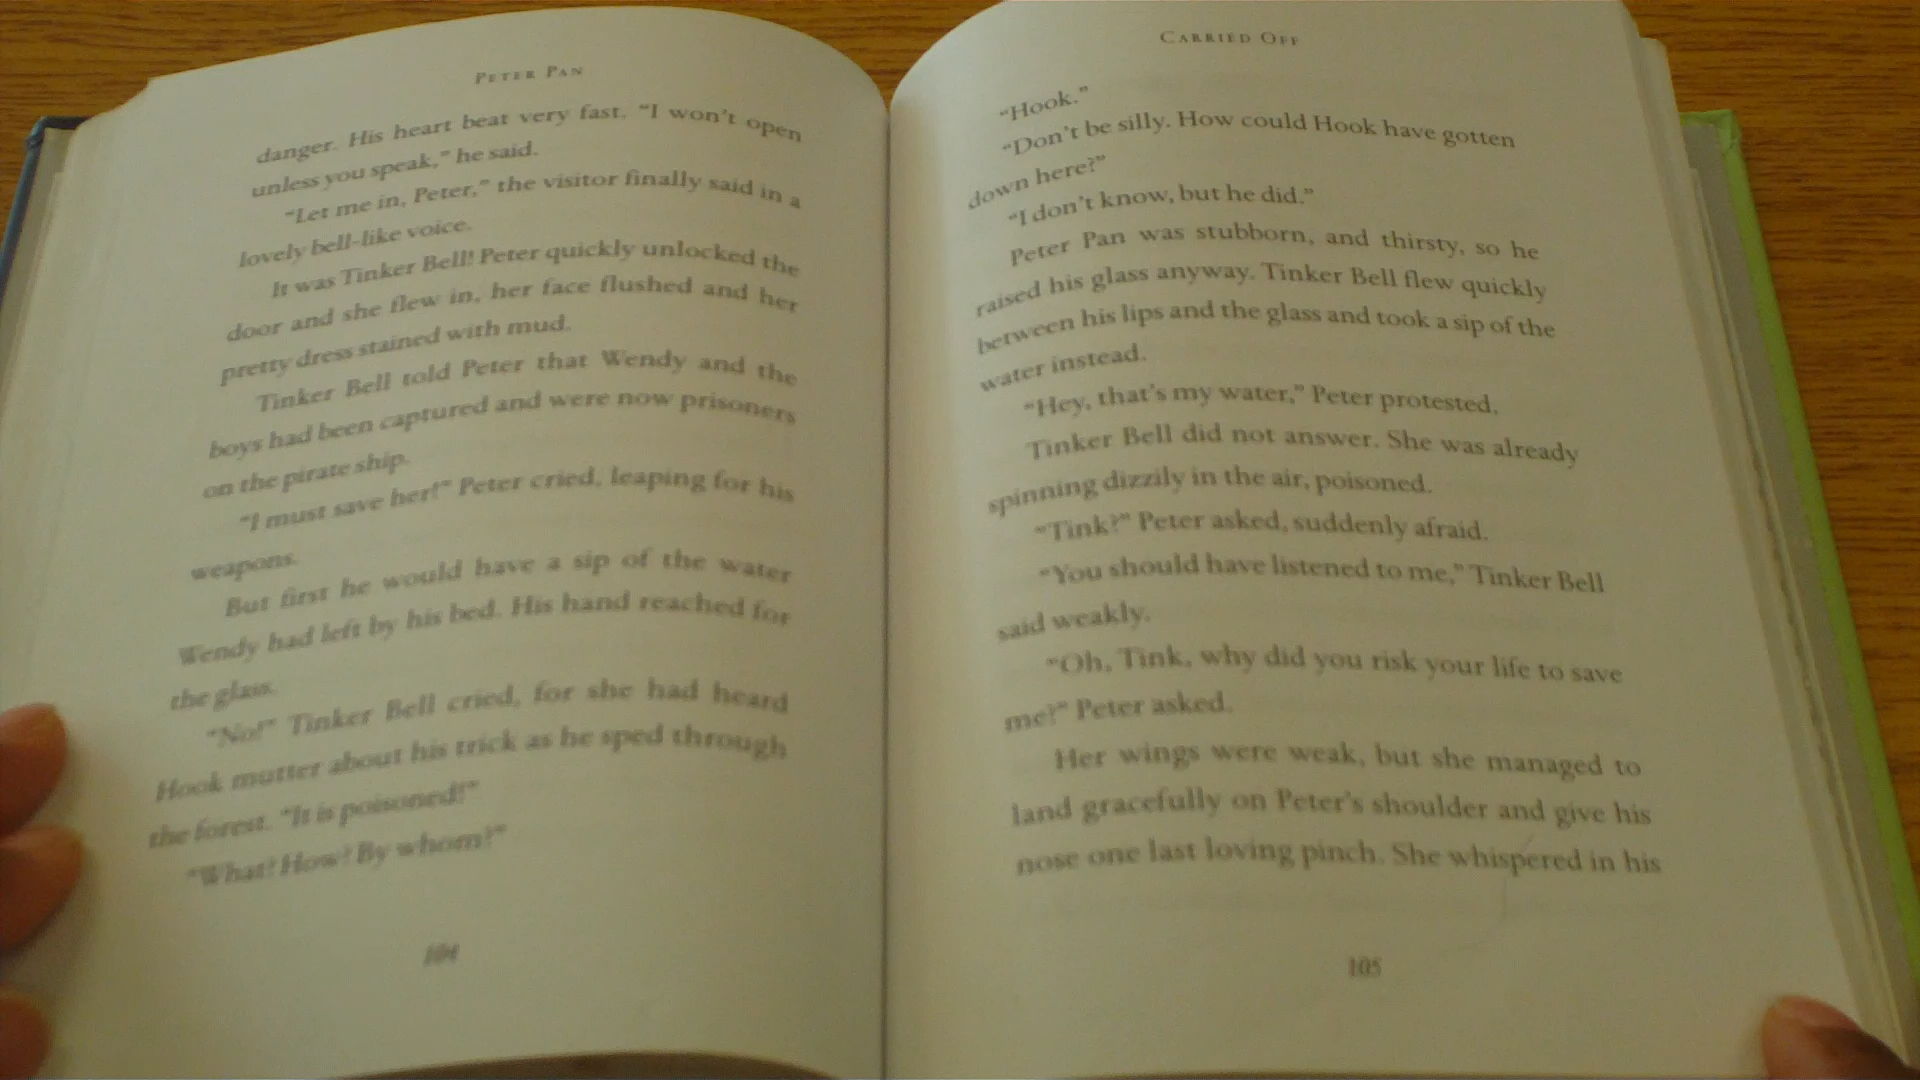 PETER PAN
danger. His heart beat very fast. “I won’t open
unless you speak,” he said.
“Let me in, Peter,” the visitor finally said in a
lovely bell-like voice.
It was Tinker Bell! Peter quickly unlocked the
door and she flew in, her face flushed and her
pretty dress stained with mud.
Tinker Bell told Peter that Wendy and the
boys had been captured and were now prisoners
on the pirate ship.
“I must save her!” Peter cried, leaping for his
weapons.
But first he would have a sip of the water
Wendy had left by his bed. His hand reached for
the glass.
“No!” Tinker Bell cried, for she had heard
Hook mutter about his trick as he sped through
the forest. “It is poisoned!”
“What? How? By whom?”
104
CARRIED OFF
“Hook.”
“Don’t be silly. How could Hook have gotten
down here?”
“I don’t know, but he did.”
Peter Pan was stubborn, and thirsty, so he
raised his glass anyway. Tinker Bell flew quickly
between his lips and the glass and took a sip of the
water instead.
“Hey, that’s my water,” Peter protested.
Tinker Bell did not answer. She was already
spinning dizzily in the air, poisoned.
“Tink?” Peter asked, suddenly afraid.
“You should have listened to me,” Tinker Bell
said weakly.
“Oh, Tink, why did you risk your life to save
me?” Peter asked.
Her wings were weak, but she managed to
land gracefully on Peter’s shoulder and give his
nose one last loving pinch. She whispered in his
105